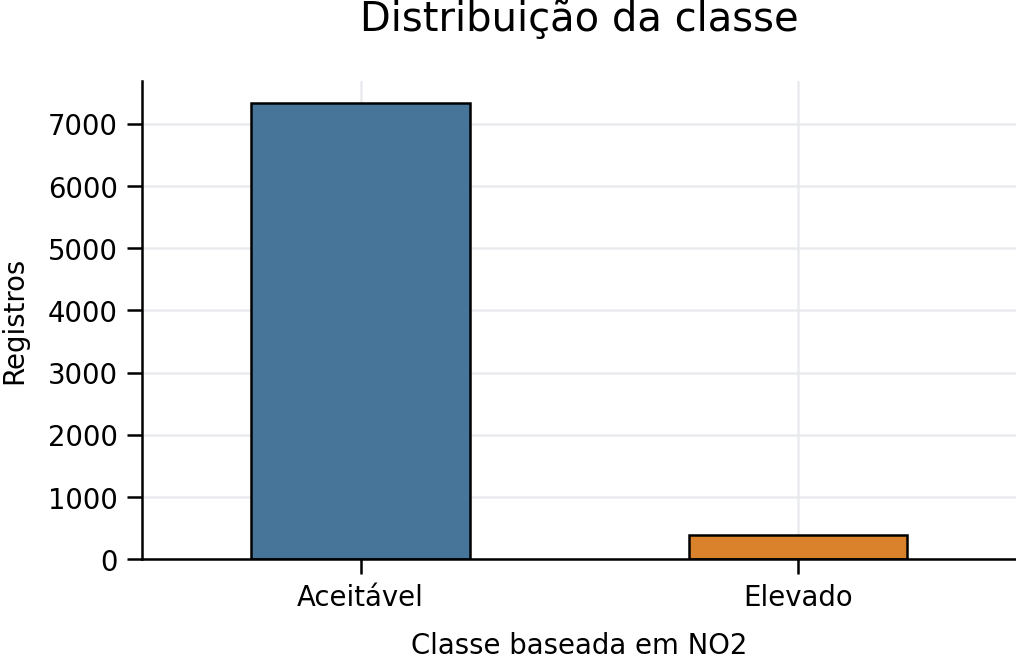 Distribuição da classe
7000
6000
5000
4000
3000
2000
1000
0
Registros
Aceitável
Elevado
Classe baseada em NO2